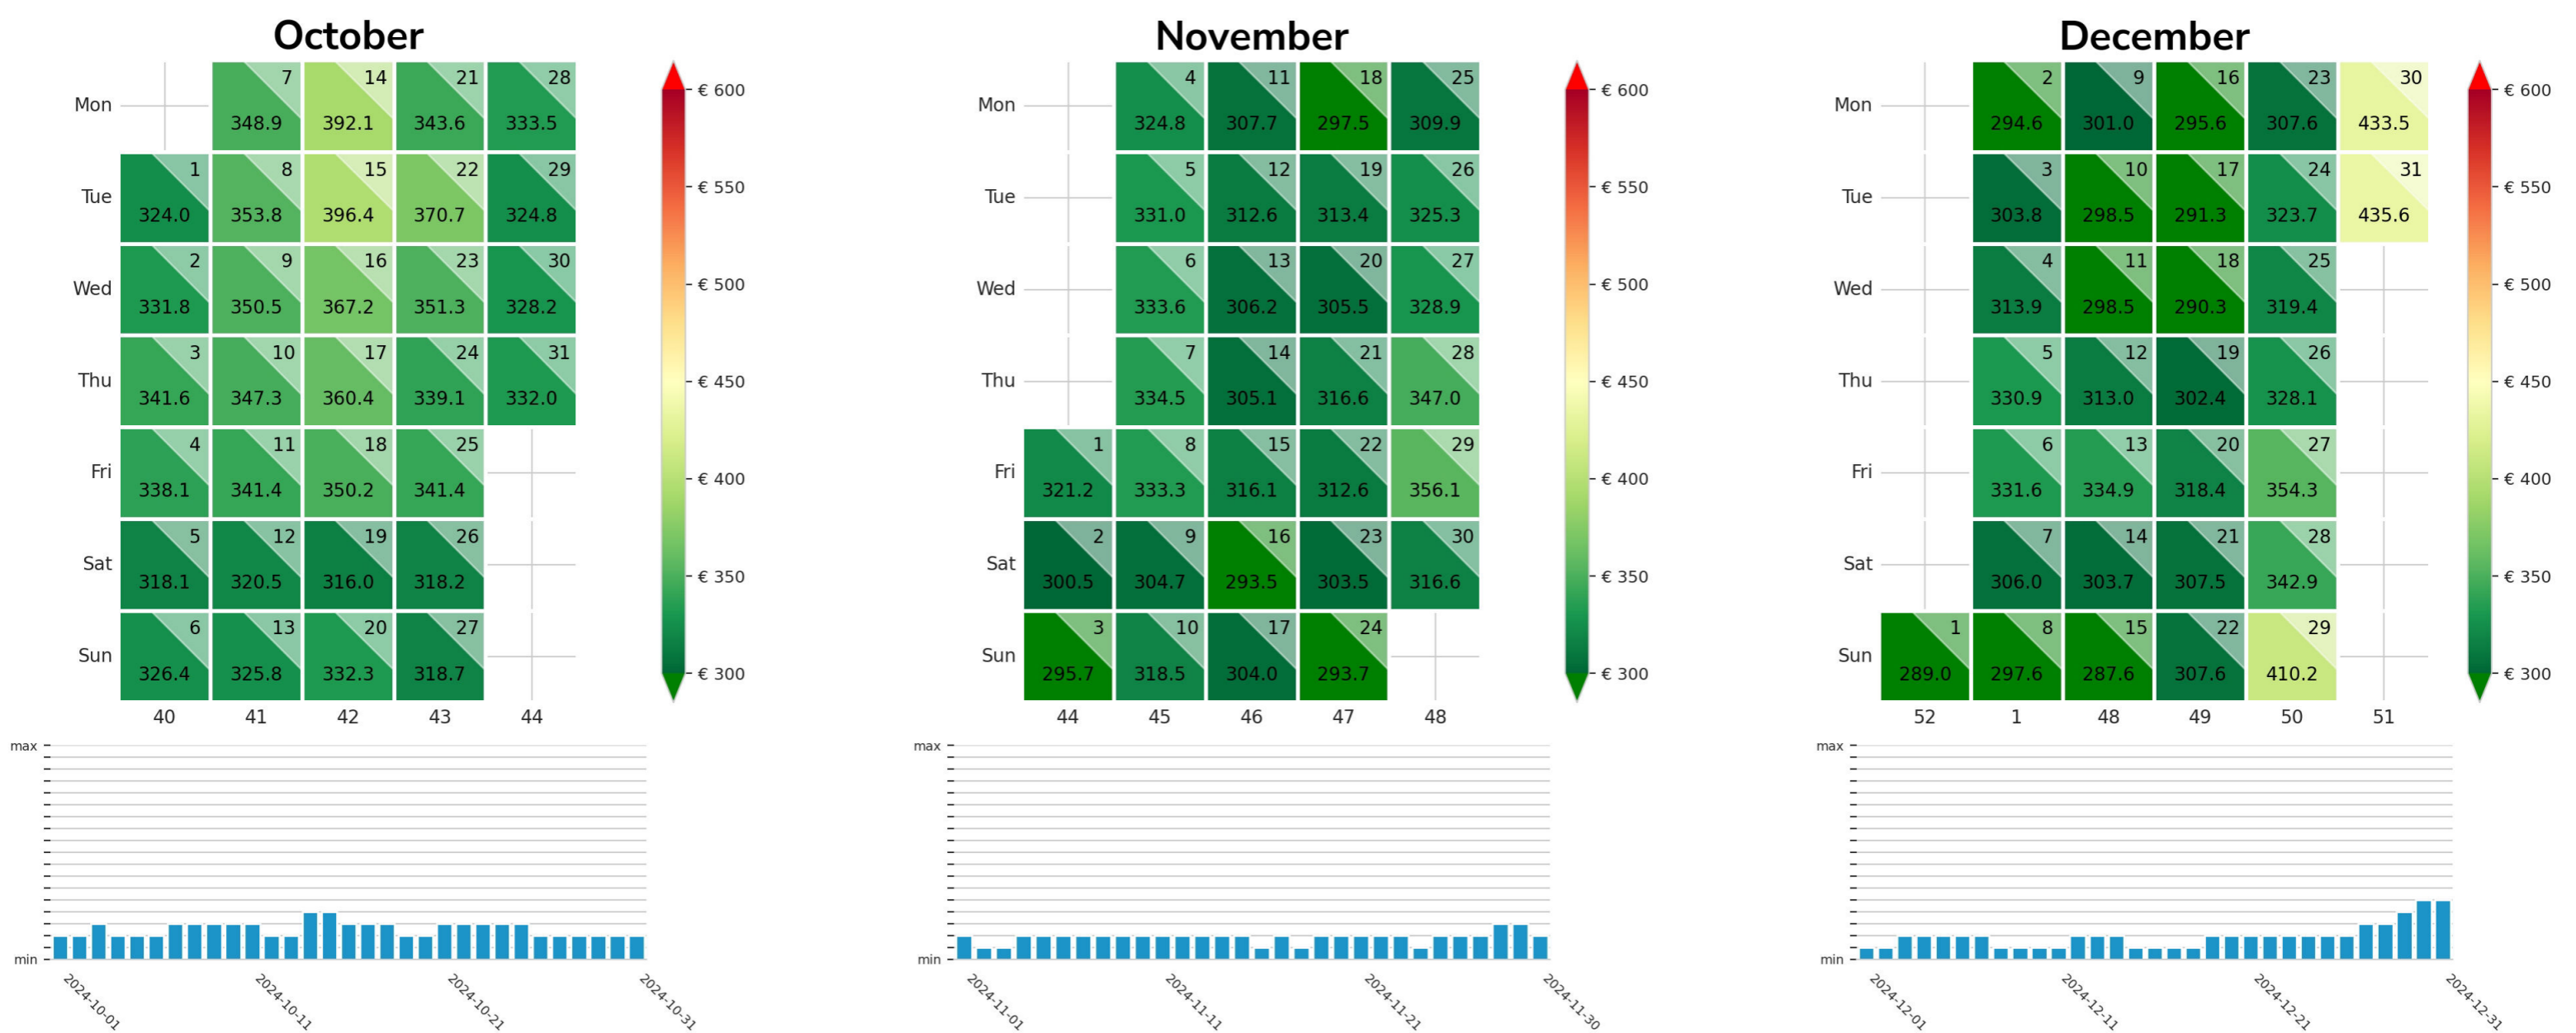 October November December
7 14 21 28 4 11 18 25 2 9 16 23 30
Mon 348.9 392.1 343.6 333.5 Mon 324.8 307.7 297.5 309.9 Mon 294.6 301.0 295.6 307.6 433.5
1 8 15 22 29 5 12 19 26 3 10 17 24 31
Tue 324.0 353.8 396.4 370.7 324.8 Tue 331.0 312.6 313.4 325.3 Tue 303.8 298.5 291.3 323.7 435.6
2 9 16 23 30 6 13 20 27 4 11 18 25
Wed 331.8 350.5 367.2 351.3 328.2 Wed 333.6 306.2 305.5 328.9 Wed 313.9 298.5 290.3 319.4
3 10 17 24 31 7 14 21 28 5 12 19 26
Thu 341.6 347.3 360.4 339.1 332.0 Thu 334.5 305.1 316.6 347.0 Thu 330.9 313.0 302.4 328.1
4 11 18 25 1 8 15 22 29 6 13 20 27
Fri 338.1 341.4 350.2 341.4 Fri 321.2 333.3 316.1 312.6 356.1 Fri 331.6 334.9 318.4 354.3
5 12 19 26 2 9 16 23 30 7 14 21 28
Sat 318.1 320.5 316.0 318.2 Sat 300.5 304.7 293.5 303.5 316.6 Sat 306.0 303.7 307.5 342.9
6 13 20 27 3 10 17 24 1 8 15 22 29
Sun 326.4 325.8 332.3 318.7 Sun 295.7 318.5 304.0 293.7 Sun 289.0 297.6 287.6 307.6 410.2
40 41 42 43 44 44 45 46 47 48 52 1 48 49 50 51
€ 600 € 600 € 600
€ 550 € 550 € 550
€ 500 € 500 € 500
€ 450 € 450 € 450
€ 400 € 400 € 400
€ 350 € 350 € 350
€ 300 € 300 € 300
max max max
min min min
2024-10-01 2024-10-11 2024-10-21 2024-10-31 2024-11-01 2024-11-11 2024-11-21 2024-11-30 2024-12-01 2024-12-11 2024-12-21 2024-12-31